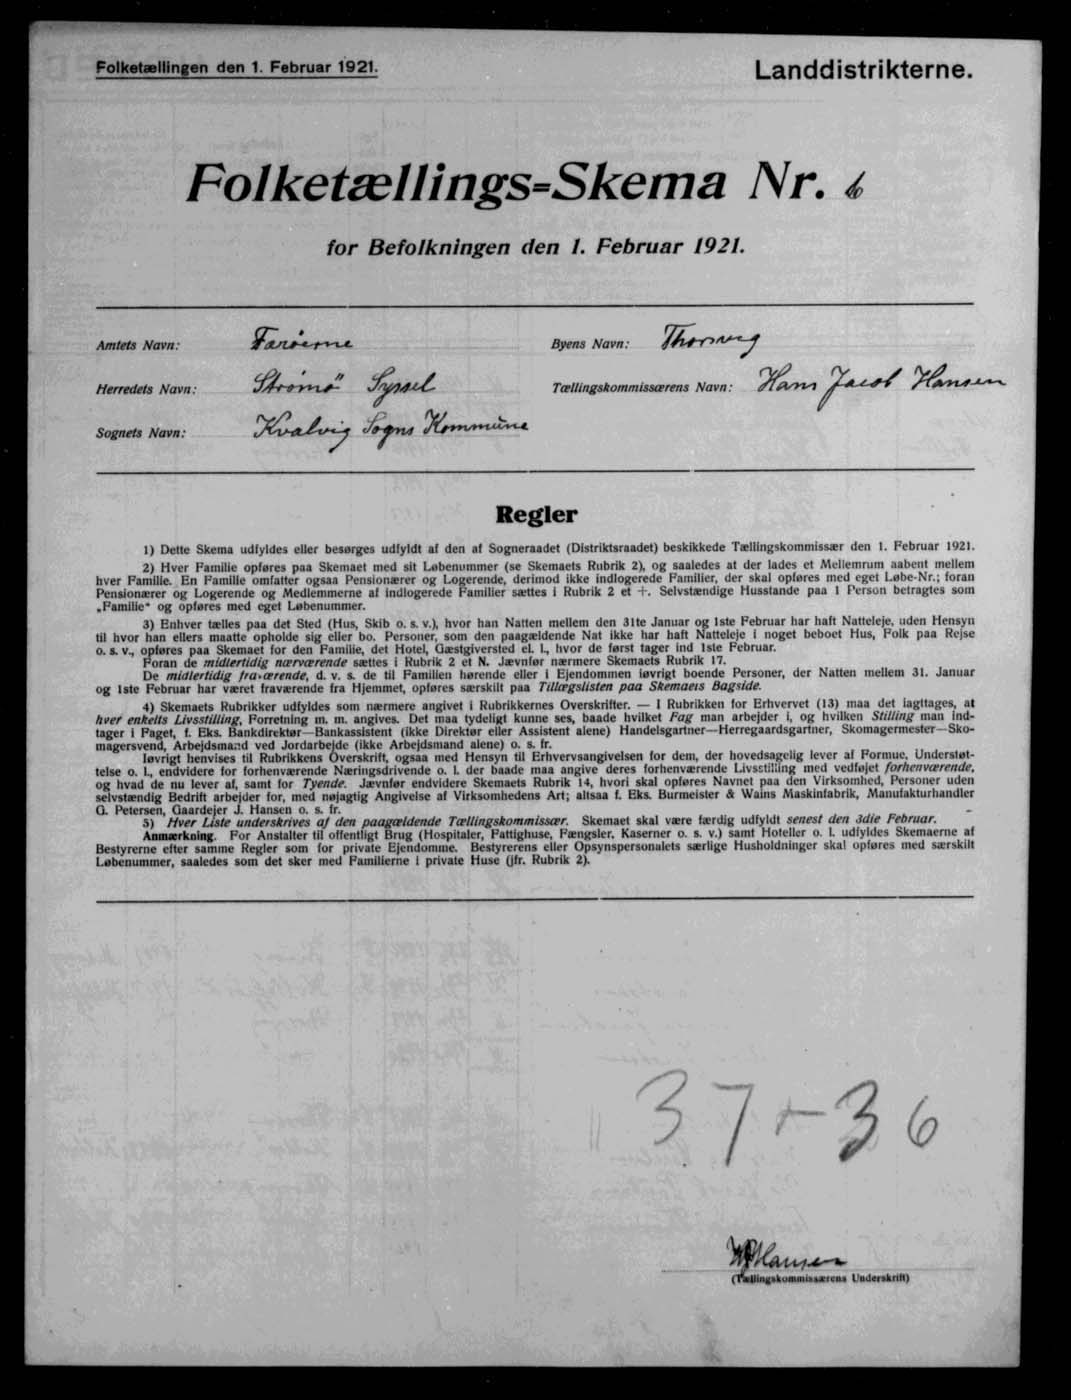 Folketællingen den 1. Februar 1921.
Landdistrikterne.
Folketællings=Skema Nr. 6
for Befolkningen den 1. Februar 1921.
Amtets Navn: Færøerne
Byens Navn: Thorsvig
Herredets Navn: Strømø Syssel
Tællingskommissærens Navn: Hans Jacob Hansen
Sognets Navn: Kvalvig Sogns Kommune
Regler
1) Dette Skema udfyldes eller besørges udfyldt af den af Sogneraadet (Distriktsraadet) beskikkede Tællingskommissær den 1. Februar 1921.
2) Hver Familie opføres paa Skemaet med sit Løbenummer (se Skemaets Rubrik 2), og saaledes at der lades et Mellemrum aabent mellem
hver Familie. En Familie omfatter ogsaa Pensionærer og Logerende, derimod ikke indlogerede Familier, der skal opføres med eget Løbe-Nr.; foran
Pensionærer og Logerende og Medlemmerne af indlogerede Familier sættes i Rubrik 2 et +. Selvstændige Husstande paa 1 Person betragtes som
„Familie“ og opføres med eget Løbenummer.
3) Enhver tælles paa det Sted (Hus, Skib o. s. v.), hvor han Natten mellem den 31te Januar og 1ste Februar har haft Natteleje, uden Hensyn
til hvor han ellers maatte opholde sig eller bo. Personer, som den paagældende Nat ikke har haft Natteleje i noget beboet Hus, Folk paa Rejse
o. s. v., opføres paa Skemaet for den Familie, det Hotel, Gæstgiversted el. l., hvor de først tager ind 1ste Februar.
Foran de midlertidig nærværende sættes i Rubrik 2 et N. Jævnfør nærmere Skemaets Rubrik 17.
De midlertidig fraværende, d. v. s. de til Familien hørende eller i Ejendommen iøvrigt boende Personer, der Natten mellem 31. Januar
og 1ste Februar har været fraværende fra Hjemmet, opføres særskilt paa Tillægslisten paa Skemaets Bagside.
4) Skemaets Rubrikker udfyldes som nærmere angivet i Rubrikkernes Overskrifter. — I Rubrikken for Erhvervet (13) maa det iagttages, at
hver enkelts Livsstilling, Forretning m. m. angives. Det maa tydeligt kunne ses, baade hvilket Fag man arbejder i, og hvilken Stilling man ind-
tager i Faget, f. Eks. Bankdirektør—Bankassistent (ikke Direktør eller Assistent alene) Handelsgartner—Herregaardsgartner, Skomagermester—Sko-
magersvend, Arbejdsmand ved Jordarbejde (ikke Arbejdsmand alene) o. s. fr.
Iøvrigt henvises til Rubrikkens Overskrift, ogsaa med Hensyn til Erhvervsangivelsen for dem, der hovedsagelig lever af Formue, Understøt-
telse o. l., endvidere for forhenværende Næringsdrivende o. l. der baade maa angive deres forhenværende Livsstilling med vedføjet forhenværende,
og hvad de nu lever af, samt for Tyende. Jævnfør endvidere Skemaets Rubrik 14, hvori skal opføres Navnet paa den Virksomhed, Personer uden
selvstændig Bedrift arbejder for, med nøjagtig Angivelse af Virksomhedens Art; altsaa f. Eks. Burmeister & Wains Maskinfabrik, Manufakturhandler
G. Petersen, Gaardejer J. Hansen o. s. fr.
5) Hver Liste underskrives af den paagældende Tællingskommissær. Skemaet skal være færdig udfyldt senest den 3die Februar.
Anmærkning. For Anstalter til offentligt Brug (Hospitaler, Fattighuse, Fængsler, Kaserner o. s. v.) samt Hoteller o. l. udfyldes Skemaerne af
Bestyrerne efter samme Regler som for private Ejendomme. Bestyrerens eller Opsynspersonalets særlige Husholdninger skal opføres med særskilt
Løbenummer, saaledes som det sker med Familierne i private Huse (jfr. Rubrik 2).
37+36
HJHansen
(Tællingskommissærens Underskrift)